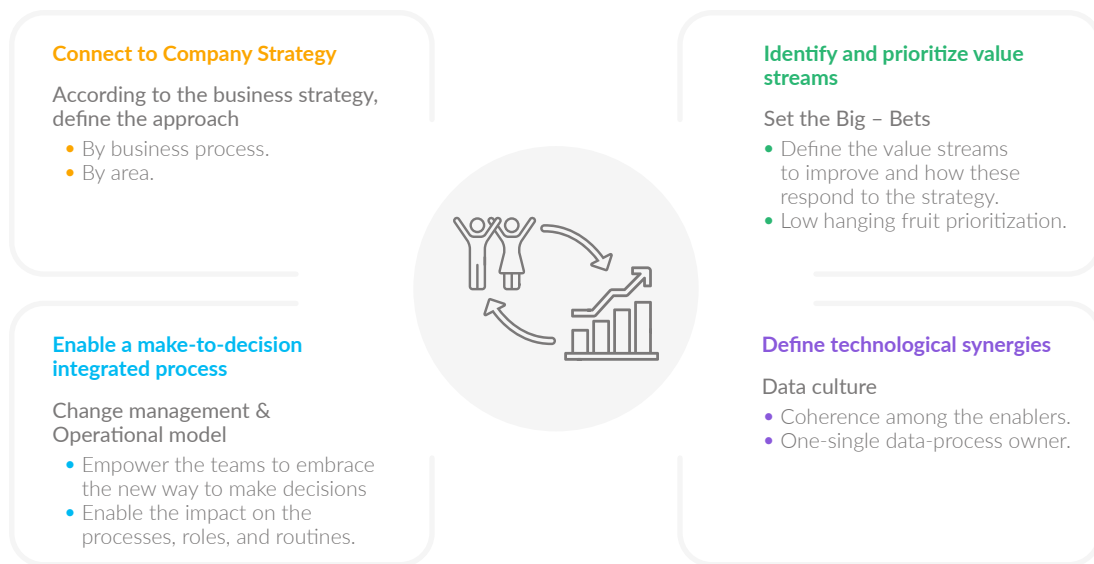 Connect to Company Strategy
According to the business strategy,
define the approach
• By business process.
• By area.
Identify and prioritize value
streams
Set the Big – Bets
• Define the value streams
to improve and how these
respond to the strategy.
• Low hanging fruit prioritization.
Enable a make-to-decision
integrated process
Change management &
Operational model
• Empower the teams to embrace
the new way to make decisions
• Enable the impact on the
processes, roles, and routines.
Define technological synergies
Data culture
• Coherence among the enablers.
• One-single data-process owner.